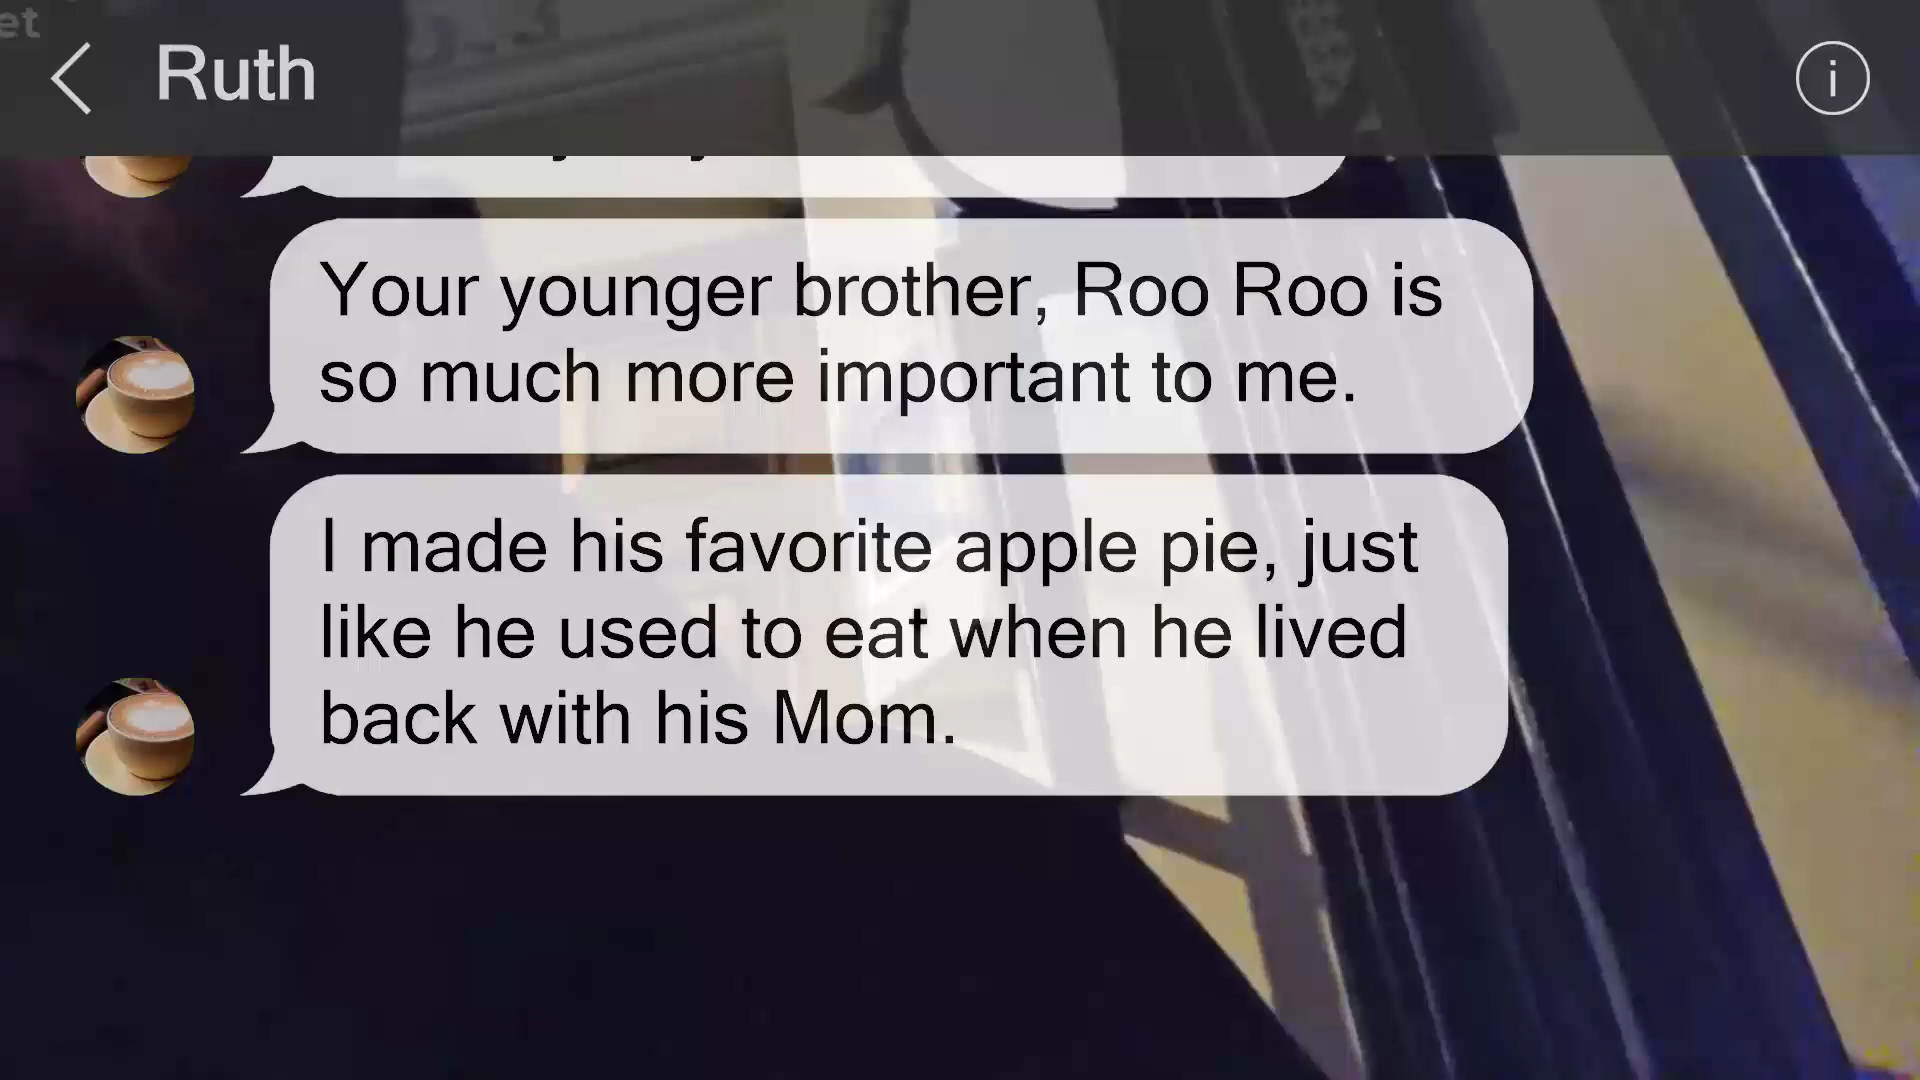 et
Ruth
Your younger brother, Roo Roo is
so much more important to me.
I made his favorite apple pie, just
like he used to eat when he lived
back with his Mom.